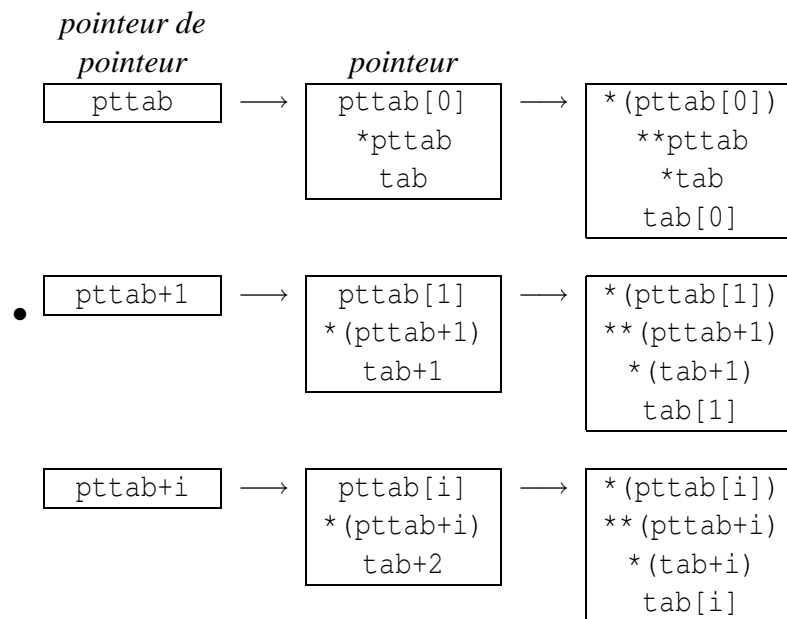 pointeur de
pointeur pointeur
pttab ⟶ pttab[0] ⟶ *(pttab[0])
*pttab **pttab
tab *tab
tab[0]
• pttab+1 ⟶ pttab[1] ⟶ *(pttab[1])
*(pttab+1) **(pttab+1)
tab+1 *(tab+1)
tab[1]
pttab+i ⟶ pttab[i] ⟶ *(pttab[i])
*(pttab+i) **(pttab+i)
tab+2 *(tab+i)
tab[i]